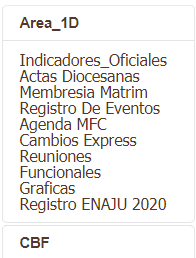 Area_1D
Indicadores_Oficiales
Actas Diocesanas
Membresia Matrim
Registro De Eventos
Agenda MFC
Cambios Express
Reuniones
Funcionales
Graficas
Registro ENAJU 2020
CBF